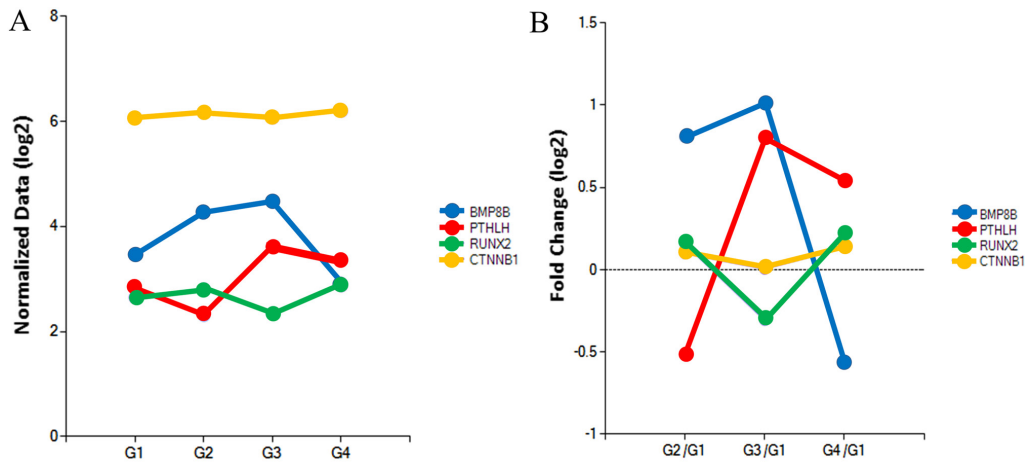 A
Normalized Data (log2)
8
6
4
2
0
G1 G2 G3 G4
BMP8B
PTHLH
RUNX2
CTNNB1
B
Fold Change (log2)
1.5
1
0.5
0
-0.5
-1
G2/G1 G3/G1 G4/G1
BMP8B
PTHLH
RUNX2
CTNNB1